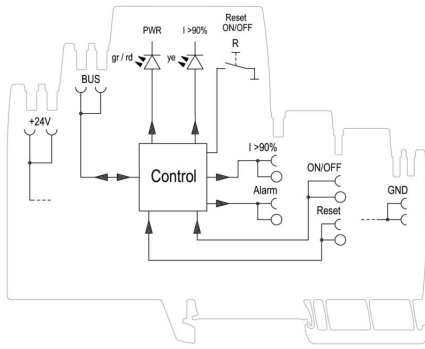 PWR
I >90%
Reset
ON/OFF
R
gr / rd
ye
BUS
+24V
Control
I >90%
Alarm
ON/OFF
Reset
GND